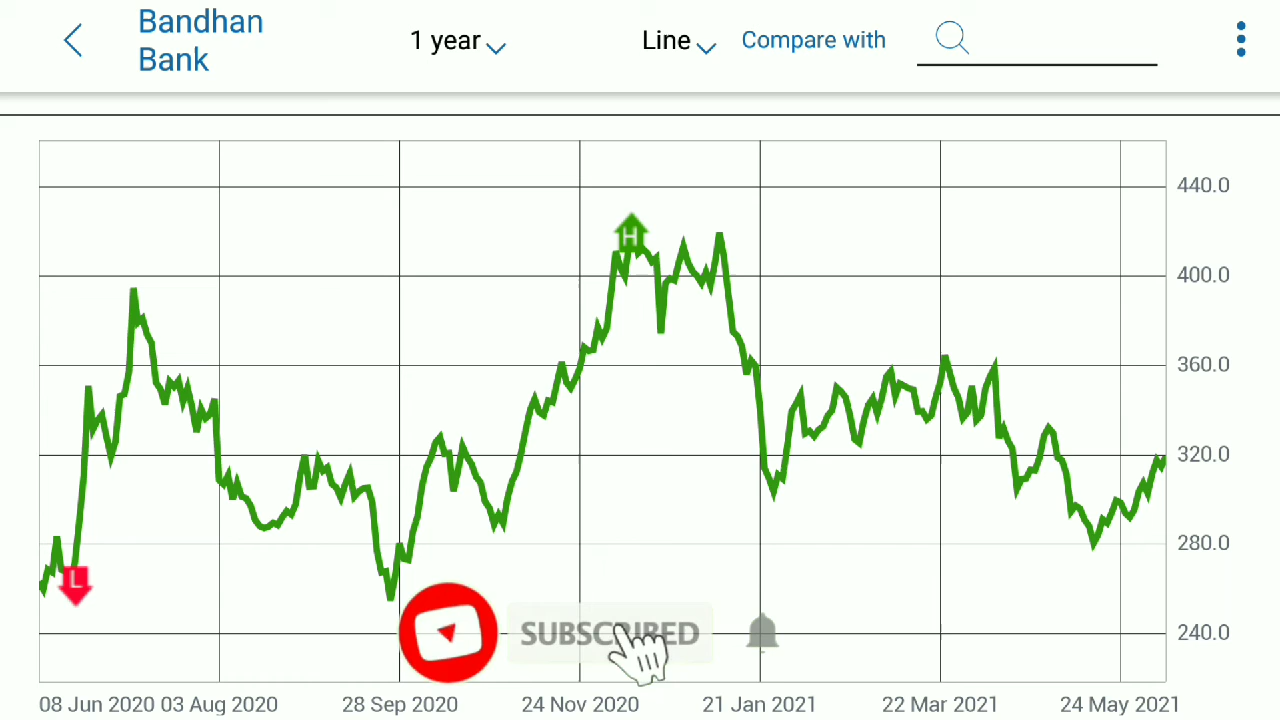 Bandhan
Bank
1 year
Line
Compare with
440.0
H
400.0
360.0
320.0
280.0
L
SUBSCRIBED
240.0
08 Jun 2020 03 Aug 2020 28 Sep 2020 24 Nov 2020 21 Jan 2021 22 Mar 2021 24 May 2021